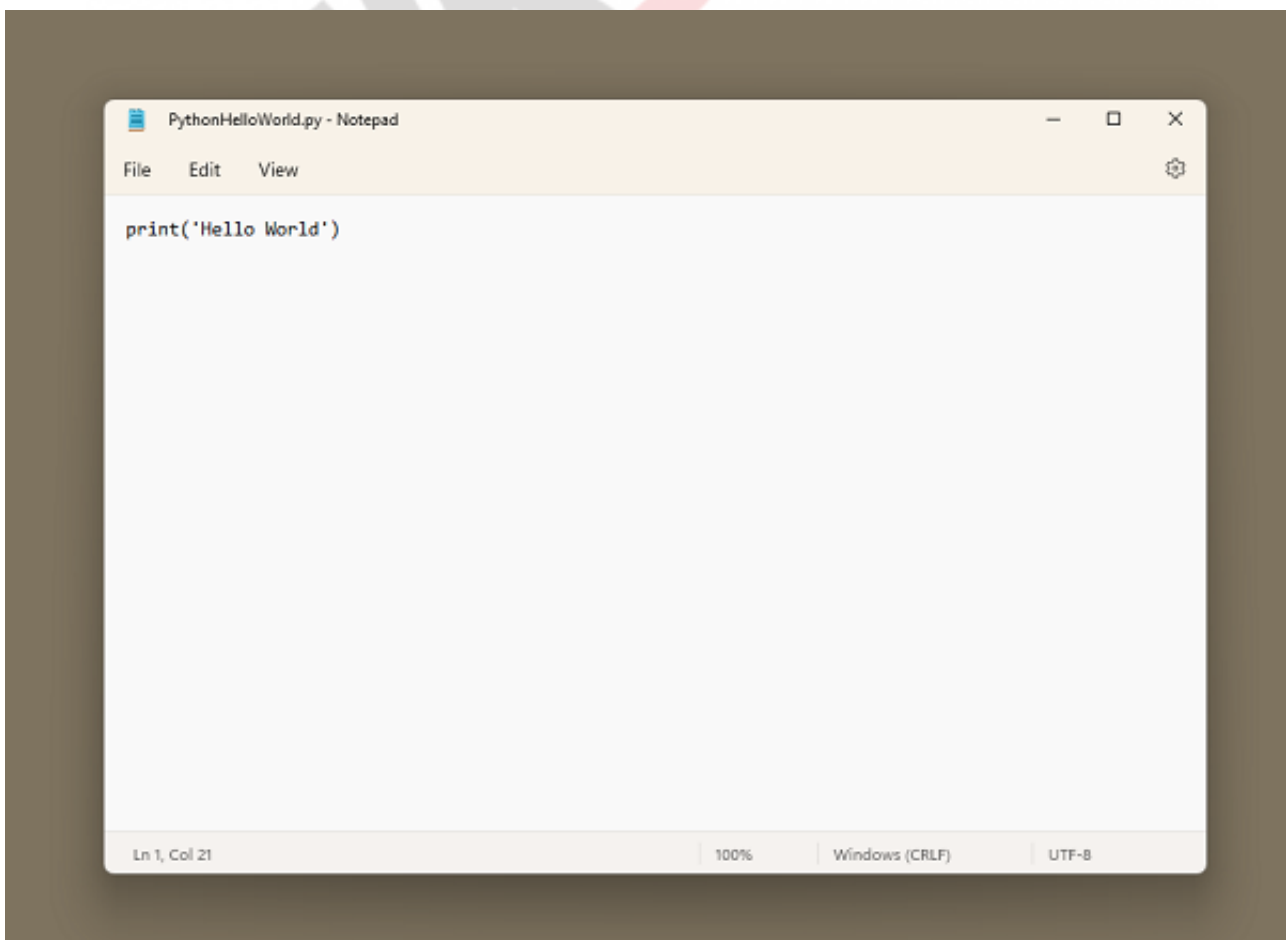 PythonHelloWorld.py - Notepad
File Edit View
print('Hello World')
Ln 1, Col 21 100% Windows (CRLF) UTF-8